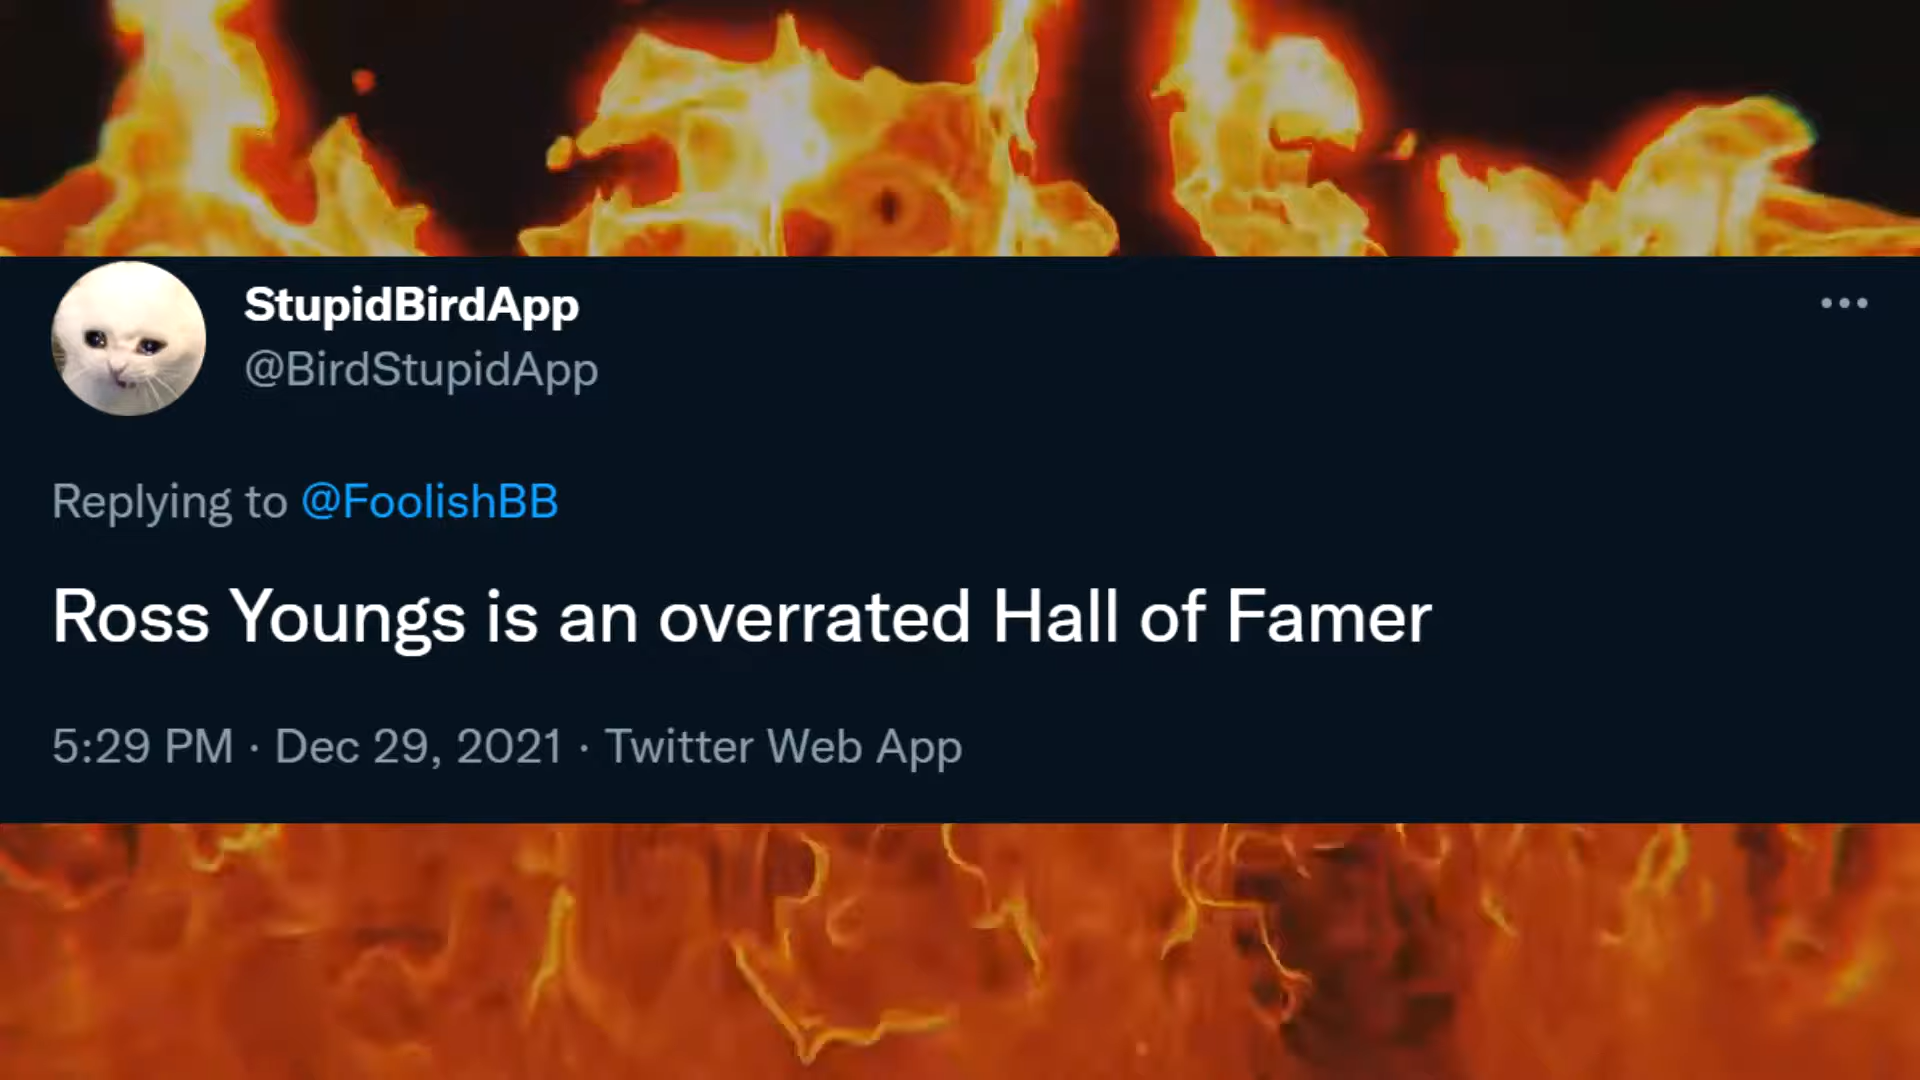 StupidBirdApp
@BirdStupidApp
Replying to @FoolishBB
Ross Youngs is an overrated Hall of Famer
5:29 PM · Dec 29, 2021 · Twitter Web App